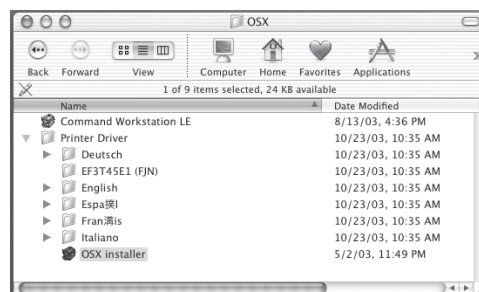 OSX
Back Forward View Computer Home Favorites Applications
1 of 9 items selected, 24 KB available
Name Date Modified
Command Workstation LE 8/13/03, 4:36 PM
Printer Driver 10/23/03, 10:35 AM
Deutsch 10/23/03, 10:35 AM
EF3T45E1 (FJN) 10/23/03, 10:35 AM
English 10/23/03, 10:35 AM
Espa撲l 10/23/03, 10:35 AM
Fran満is 10/23/03, 10:35 AM
Italiano 10/23/03, 10:35 AM
OSX installer 5/2/03, 11:49 PM